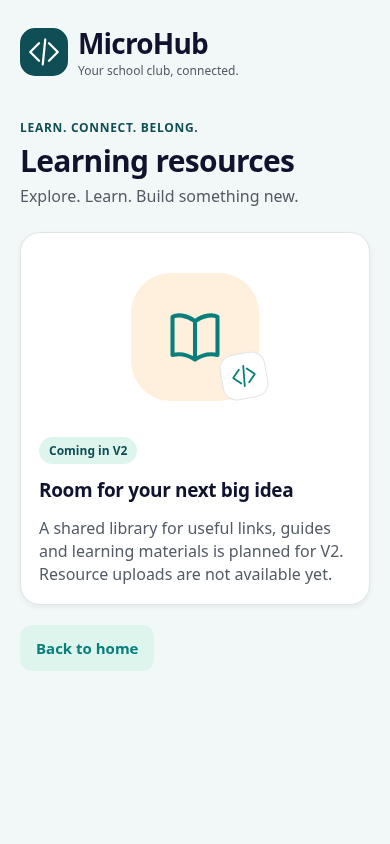 MicroHub
Your school club, connected.
LEARN. CONNECT. BELONG.
Learning resources
Explore. Learn. Build something new.
Coming in V2
Room for your next big idea
A shared library for useful links, guides
and learning materials is planned for V2.
Resource uploads are not available yet.
Back to home